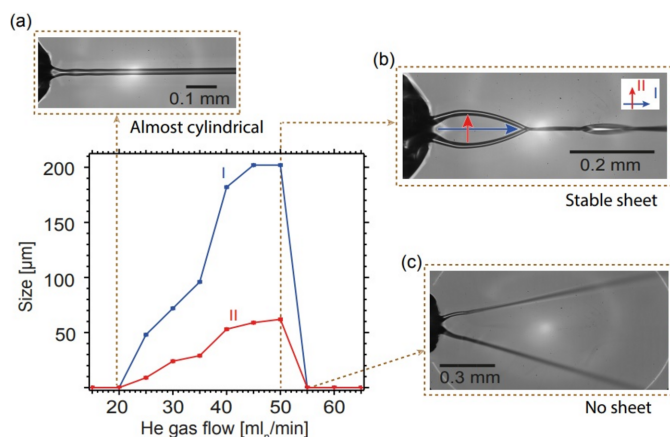 (a)
0.1 mm
Almost cylindrical
(b)
II
I
0.2 mm
Stable sheet
(c)
0.3 mm
No sheet
200
150
100
50
Size [µm]
I
II
20 30 40 50 60
He gas flow [mlₙ/min]